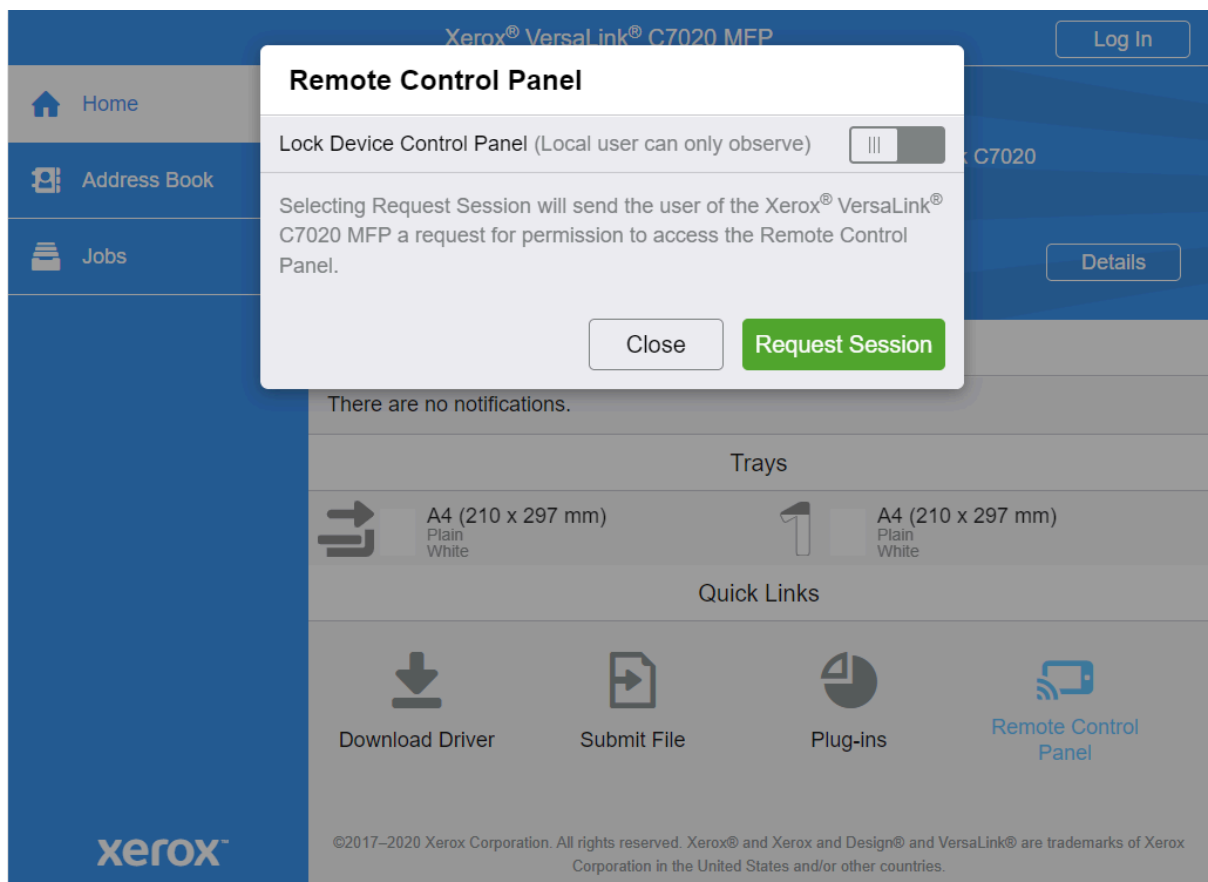 Xerox® VersaLink® C7020 MFP
Log In
Remote Control Panel
Home
Lock Device Control Panel (Local user can only observe)
C7020
Address Book
Selecting Request Session will send the user of the Xerox® VersaLink®
C7020 MFP a request for permission to access the Remote Control
Panel.
Jobs
Details
Close
Request Session
There are no notifications.
Trays
A4 (210 x 297 mm)
Plain
White
A4 (210 x 297 mm)
Plain
White
Quick Links
Download Driver
Submit File
Plug-ins
Remote Control
Panel
xerox™
©2017–2020 Xerox Corporation. All rights reserved. Xerox® and Xerox and Design® and VersaLink® are trademarks of Xerox
Corporation in the United States and/or other countries.